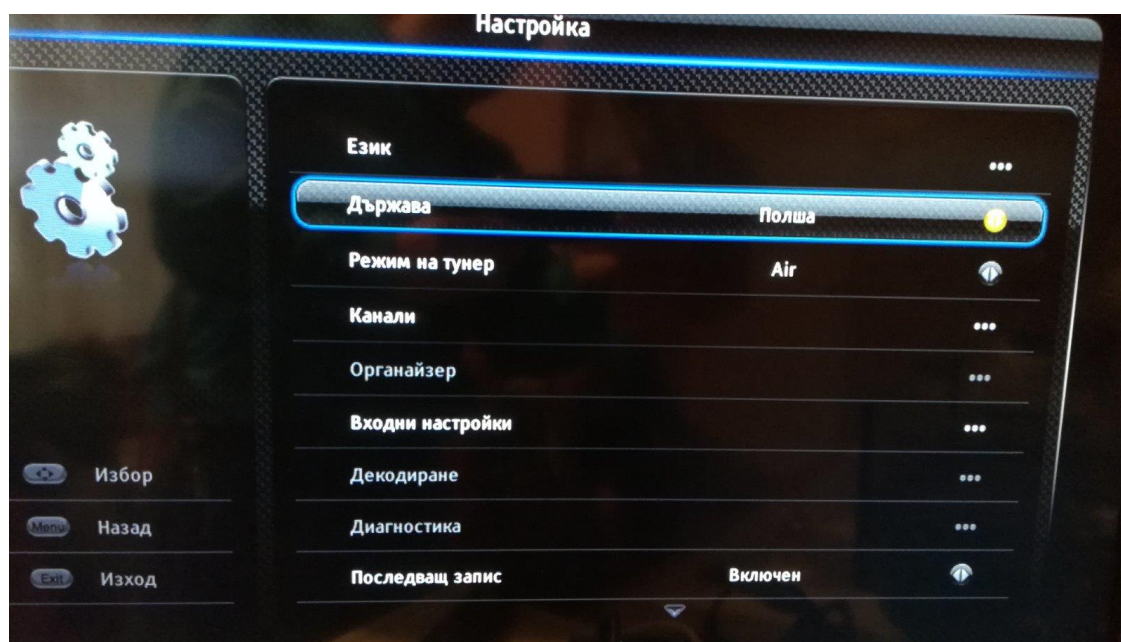 Настройка
Език
Държава Полша
Режим на тунер Air
Канали
Органайзер
Входни настройки
Декодиране
Диагностика
Последващ запис Включен
Избор
Menu Назад
Exit Изход